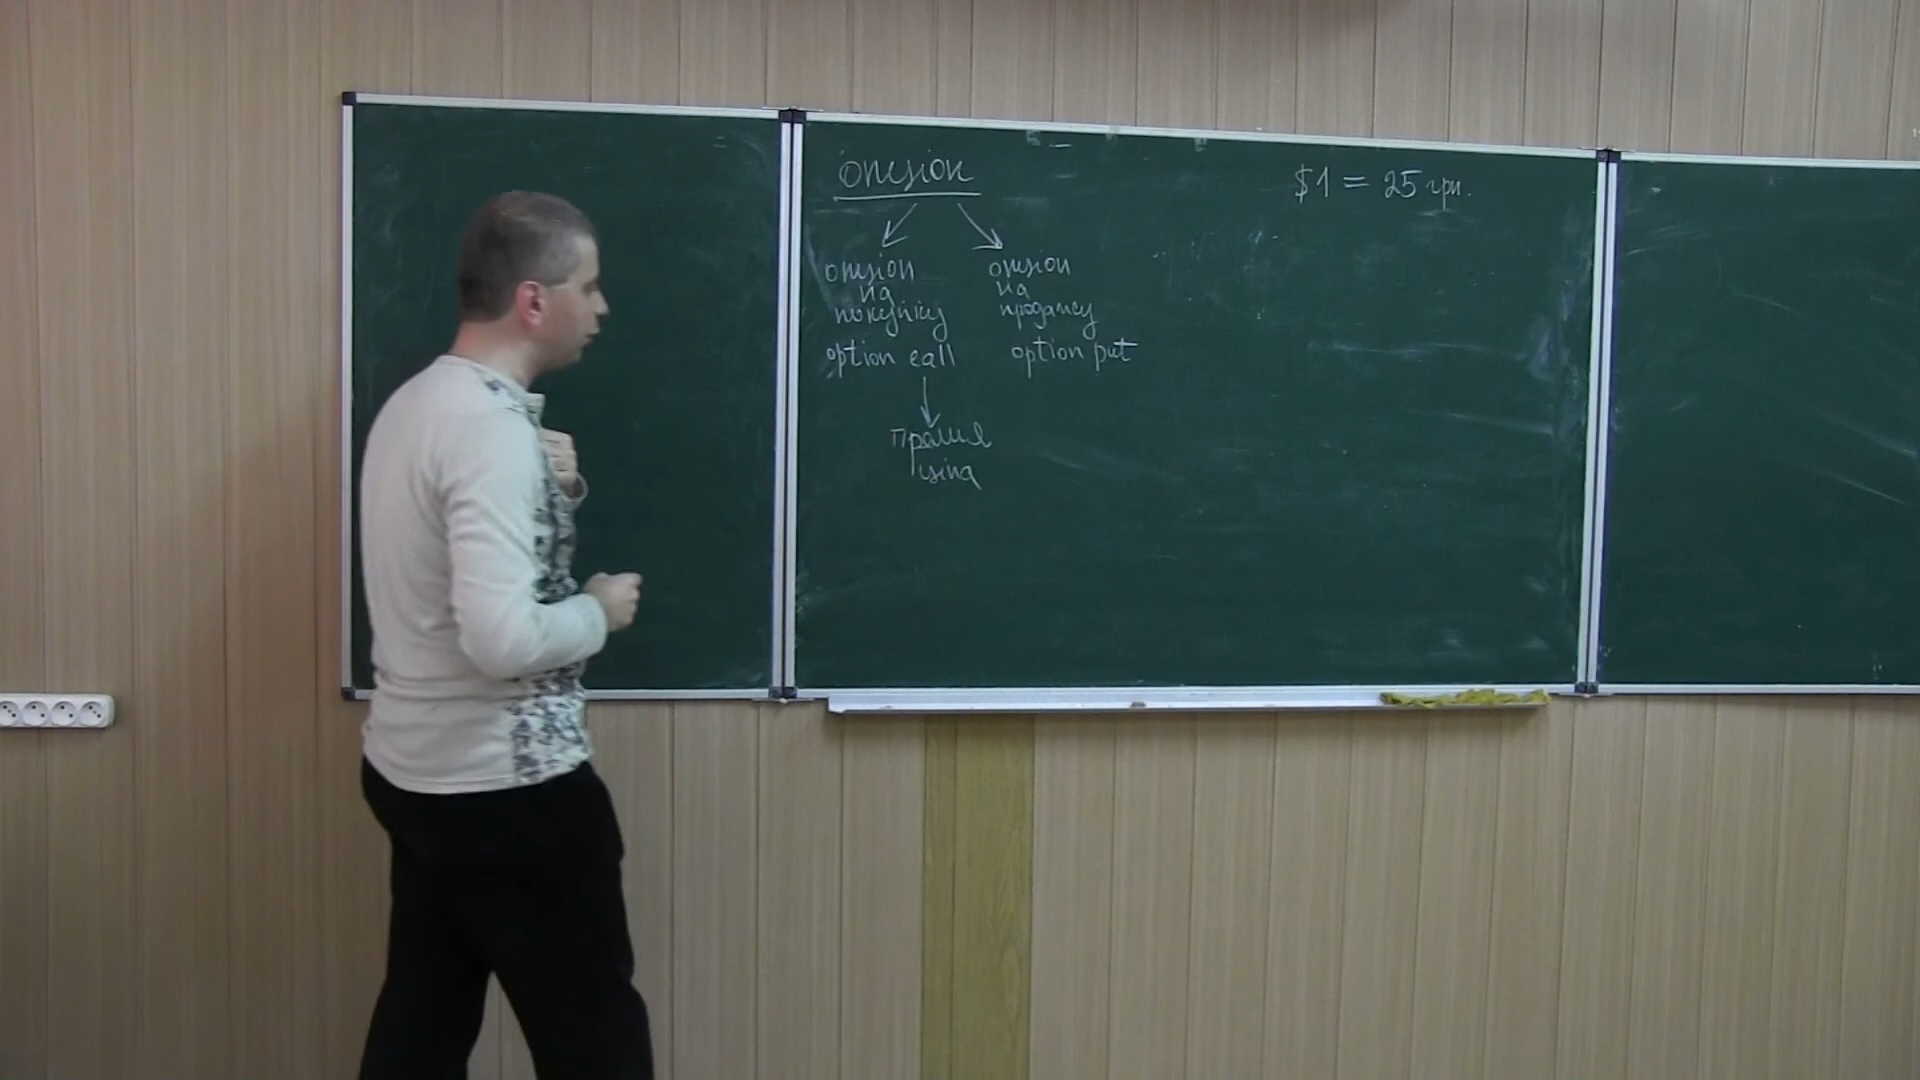 опціон
$1 = 25 грн.
опціон
на
покупку
option call
опціон
на
продажу
option put
премія
ціна